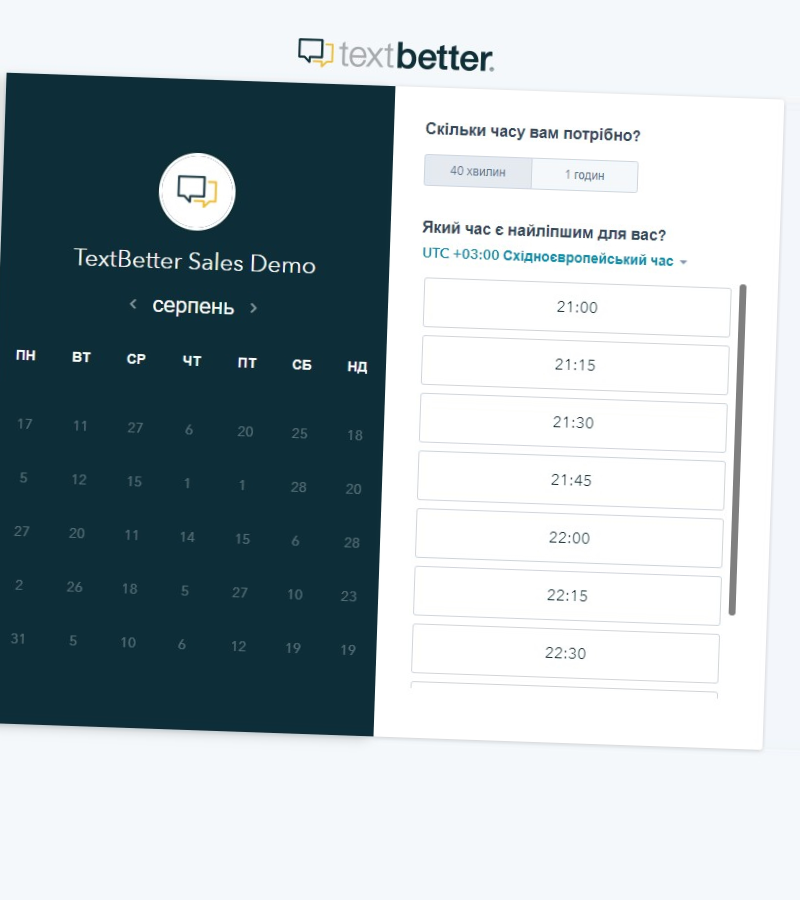 textbetter.
TextBetter Sales Demo
серпень
ПН ВТ СР ЧТ ПТ СБ НД
17 11 27 6 20 25 18
5 12 15 1 1 28 20
27 20 11 14 15 6 28
2 26 18 5 27 10 23
31 5 10 6 12 19 19
Скільки часу вам потрібно?
40 хвилин 1 годин
Який час є найліпшим для вас?
UTC +03:00 Східноєвропейський час
21:00
21:15
21:30
21:45
22:00
22:15
22:30